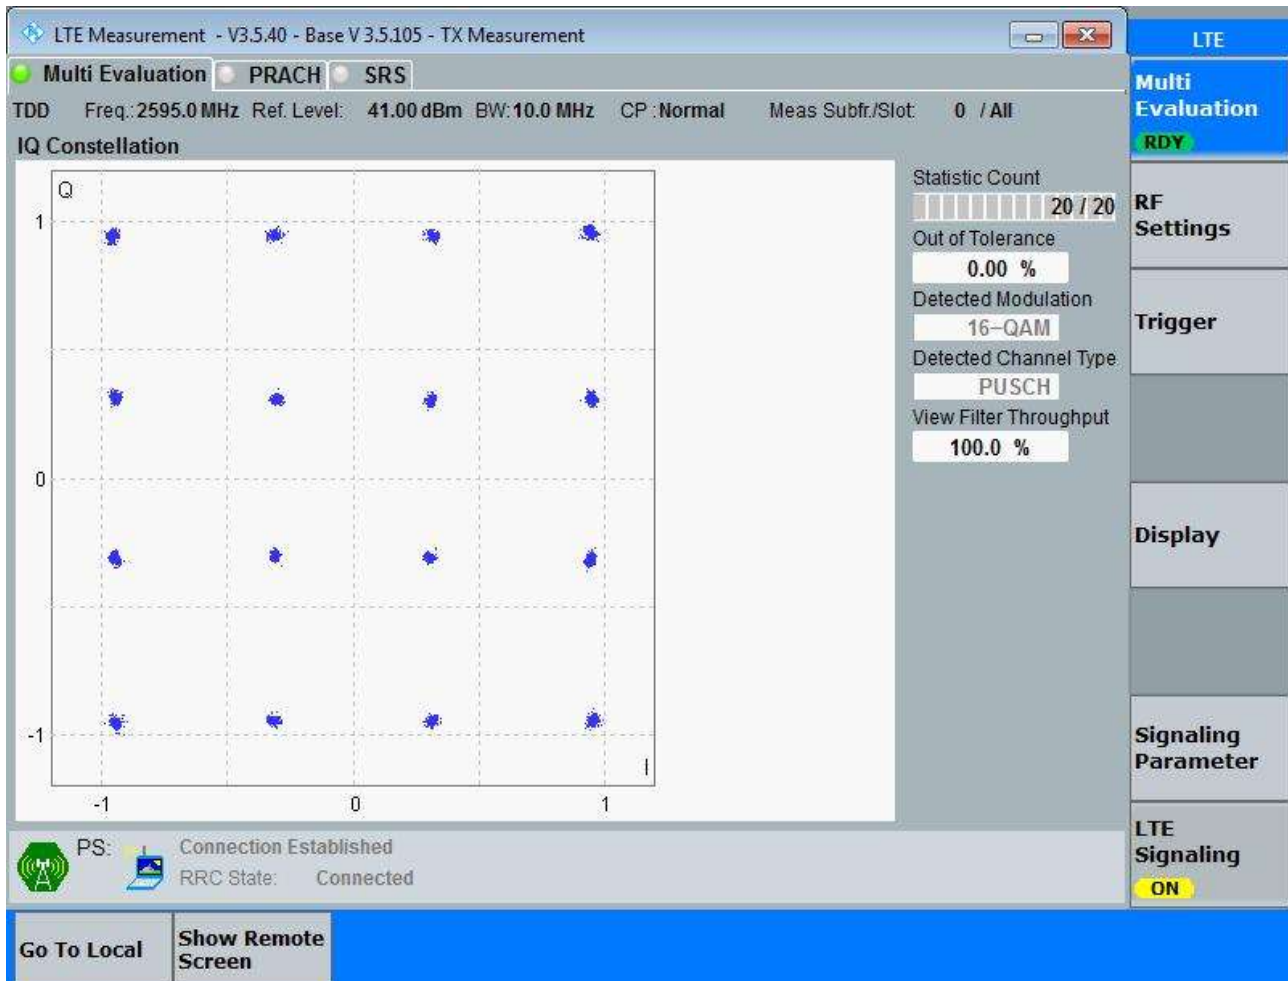 LTE Measurement - V3.5.40 - Base V 3.5.105 - TX Measurement
Multi Evaluation PRACH SRS
TDD Freq.: 2595.0 MHz Ref. Level: 41.00 dBm BW: 10.0 MHz CP : Normal Meas Subfr./Slot: 0 / All
IQ Constellation
Q
1
0
-1
I
-1 0 1
Statistic Count
20 / 20
Out of Tolerance
0.00 %
Detected Modulation
16-QAM
Detected Channel Type
PUSCH
View Filter Throughput
100.0 %
PS: Connection Established
RRC State: Connected
LTE
Multi
Evaluation
RDY
RF
Settings
Trigger
Display
Signaling
Parameter
LTE
Signaling
ON
Go To Local
Show Remote
Screen